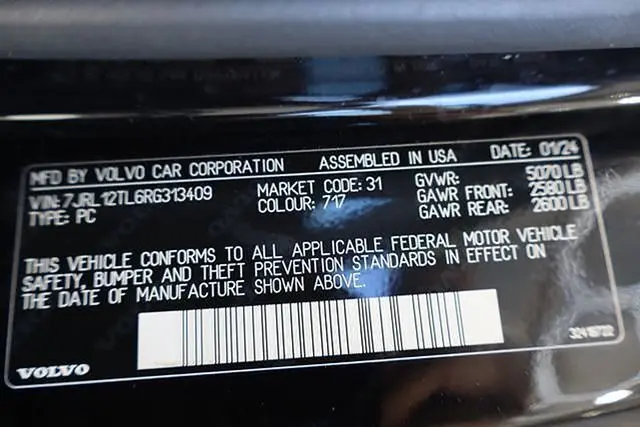 MFD BY VOLVO CAR CORPORATION ASSEMBLED IN USA DATE: 01/24
VIN: 7JRL12TL6RG313409 MARKET CODE: 31 GVWR: 5070 LB
TYPE: PC COLOUR: 717 GAWR FRONT: 2580 LB
GAWR REAR: 2600 LB
THIS VEHICLE CONFORMS TO ALL APPLICABLE FEDERAL MOTOR VEHICLE
SAFETY, BUMPER AND THEFT PREVENTION STANDARDS IN EFFECT ON
THE DATE OF MANUFACTURE SHOWN ABOVE.
VOLVO